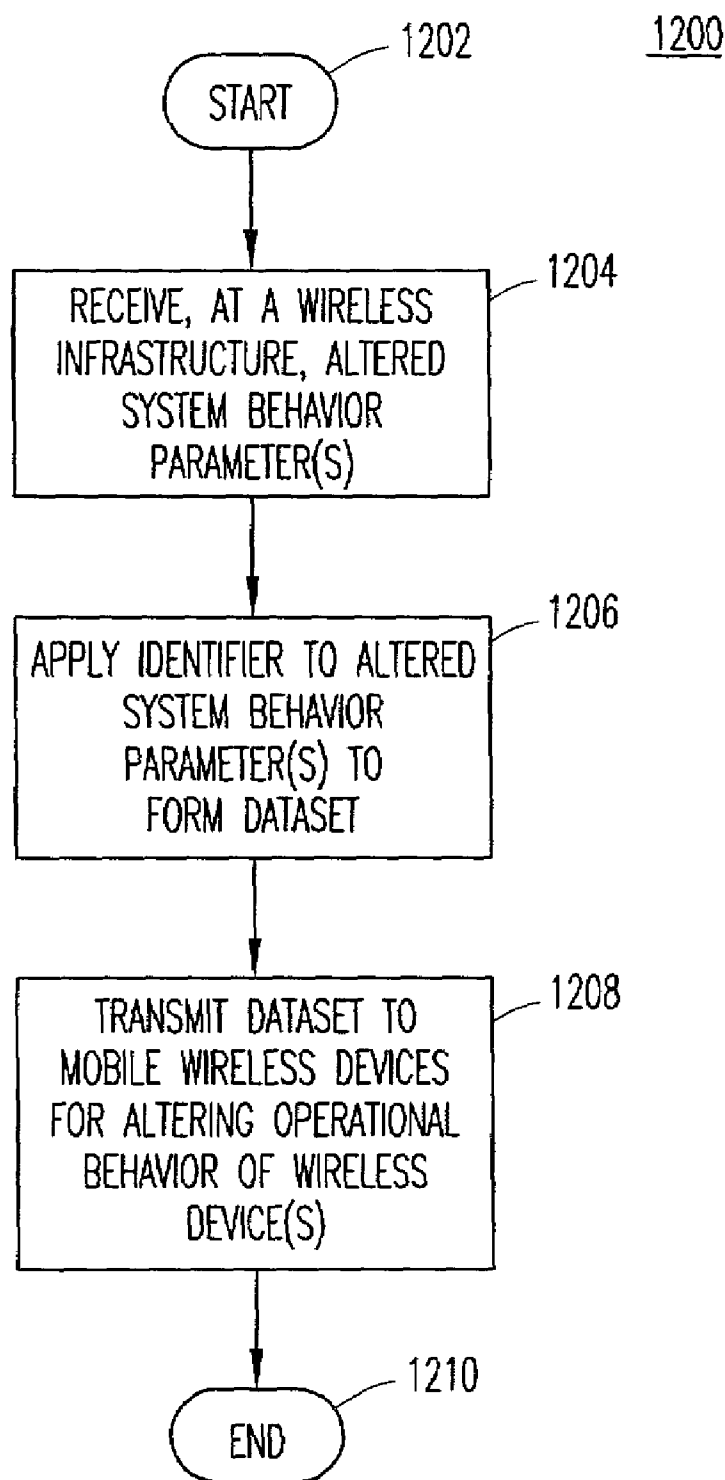 1200
1202
START
1204
RECEIVE, AT A WIRELESS
INFRASTRUCTURE, ALTERED
SYSTEM BEHAVIOR
PARAMETER(S)
1206
APPLY IDENTIFIER TO ALTERED
SYSTEM BEHAVIOR
PARAMETER(S) TO
FORM DATASET
1208
TRANSMIT DATASET TO
MOBILE WIRELESS DEVICES
FOR ALTERING OPERATIONAL
BEHAVIOR OF WIRELESS
DEVICE(S)
1210
END